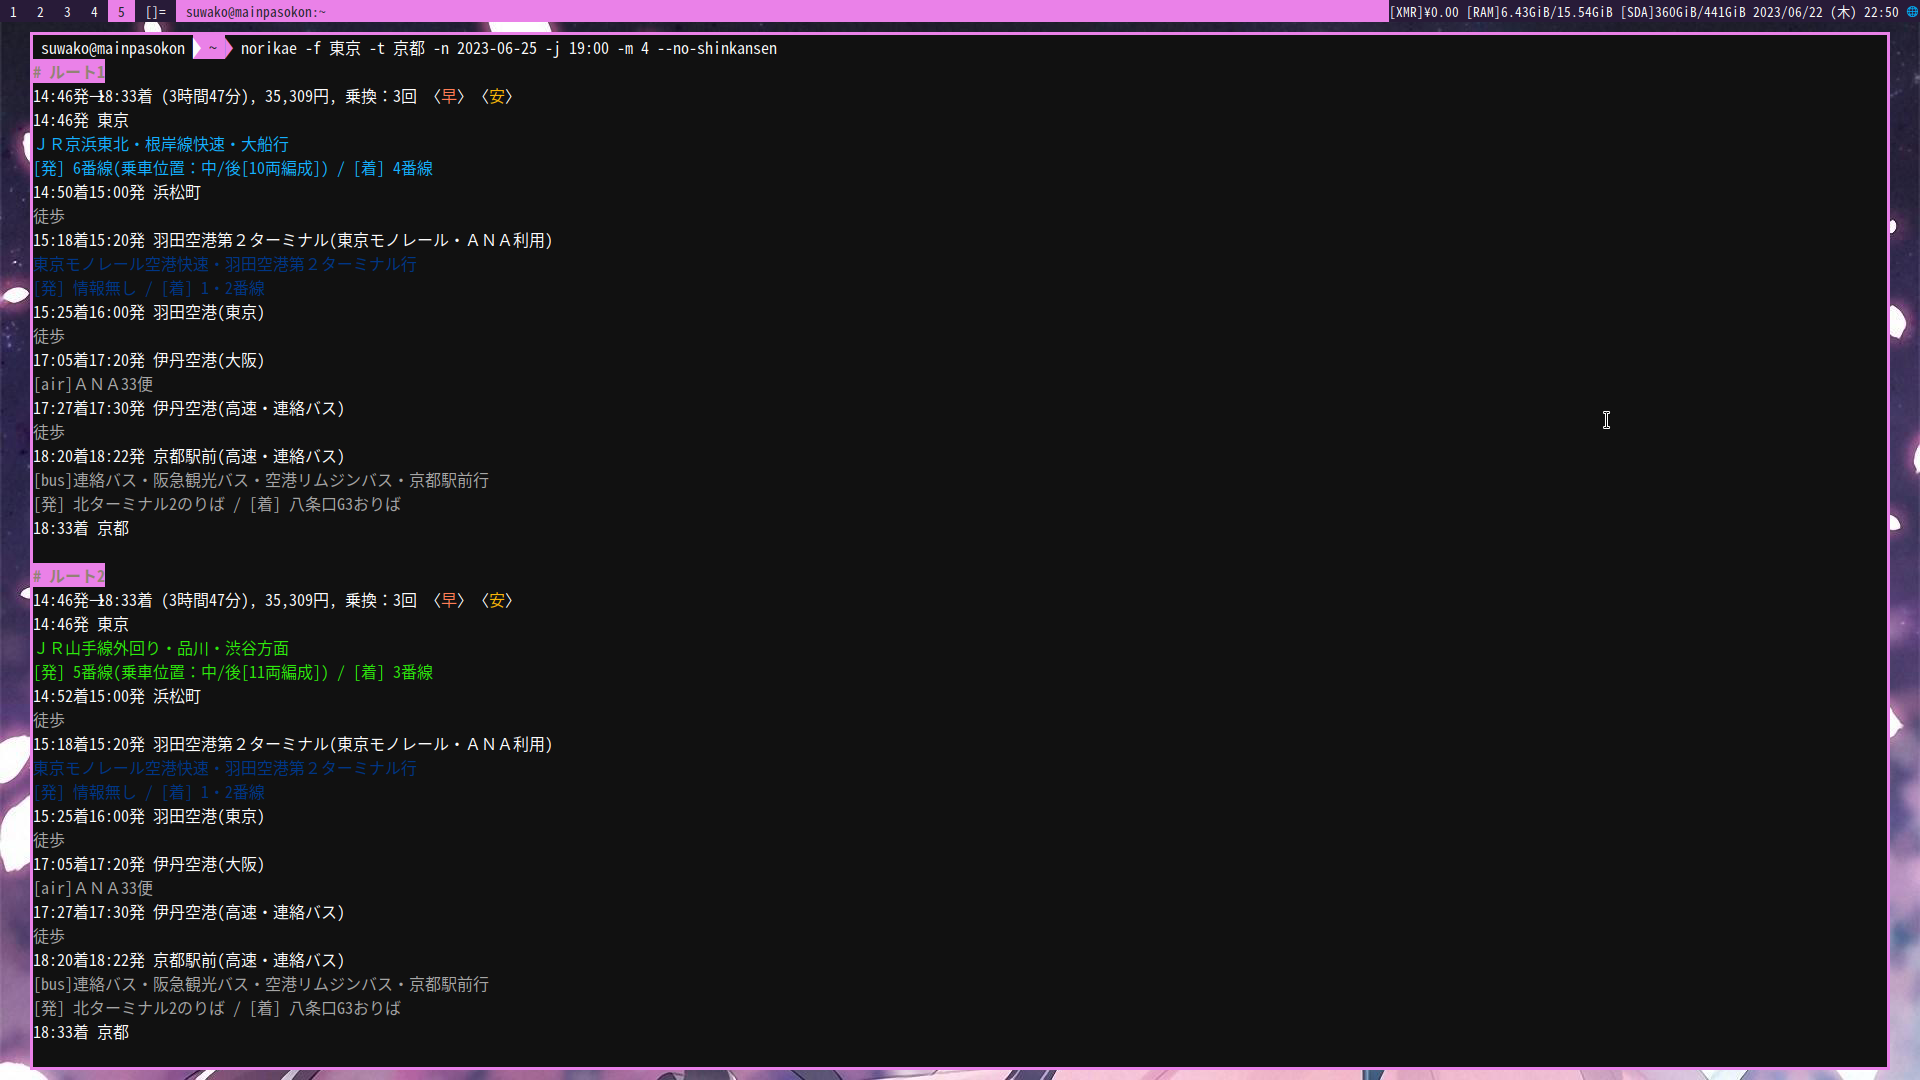 1 2 3 4 5 []= suwako@mainpasokon:~ [XMR]¥0.00 [RAM]6.43GiB/15.54GiB [SDA]360GiB/441GiB 2023/06/22 (木) 22:50
suwako@mainpasokon ~ norikae -f 東京 -t 京都 -n 2023-06-25 -j 19:00 -m 4 --no-shinkansen
# ルート1
14:46発→18:33着 (3時間47分), 35,309円, 乗換：3回 〈早〉〈安〉
14:46発 東京
ＪＲ京浜東北・根岸線快速・大船行
[発] 6番線(乗車位置：中/後[10両編成]) / [着] 4番線
14:50着15:00発 浜松町
徒歩
15:18着15:20発 羽田空港第２ターミナル(東京モノレール・ＡＮＡ利用)
東京モノレール空港快速・羽田空港第２ターミナル行
[発] 情報無し / [着] 1・2番線
15:25着16:00発 羽田空港(東京)
徒歩
17:05着17:20発 伊丹空港(大阪)
[air]ＡＮＡ33便
17:27着17:30発 伊丹空港(高速・連絡バス)
徒歩
18:20着18:22発 京都駅前(高速・連絡バス)
[bus]連絡バス・阪急観光バス・空港リムジンバス・京都駅前行
[発] 北ターミナル2のりば / [着] 八条口G3おりば
18:33着 京都
# ルート2
14:46発→18:33着 (3時間47分), 35,309円, 乗換：3回 〈早〉〈安〉
14:46発 東京
ＪＲ山手線外回り・品川・渋谷方面
[発] 5番線(乗車位置：中/後[11両編成]) / [着] 3番線
14:52着15:00発 浜松町
徒歩
15:18着15:20発 羽田空港第２ターミナル(東京モノレール・ＡＮＡ利用)
東京モノレール空港快速・羽田空港第２ターミナル行
[発] 情報無し / [着] 1・2番線
15:25着16:00発 羽田空港(東京)
徒歩
17:05着17:20発 伊丹空港(大阪)
[air]ＡＮＡ33便
17:27着17:30発 伊丹空港(高速・連絡バス)
徒歩
18:20着18:22発 京都駅前(高速・連絡バス)
[bus]連絡バス・阪急観光バス・空港リムジンバス・京都駅前行
[発] 北ターミナル2のりば / [着] 八条口G3おりば
18:33着 京都